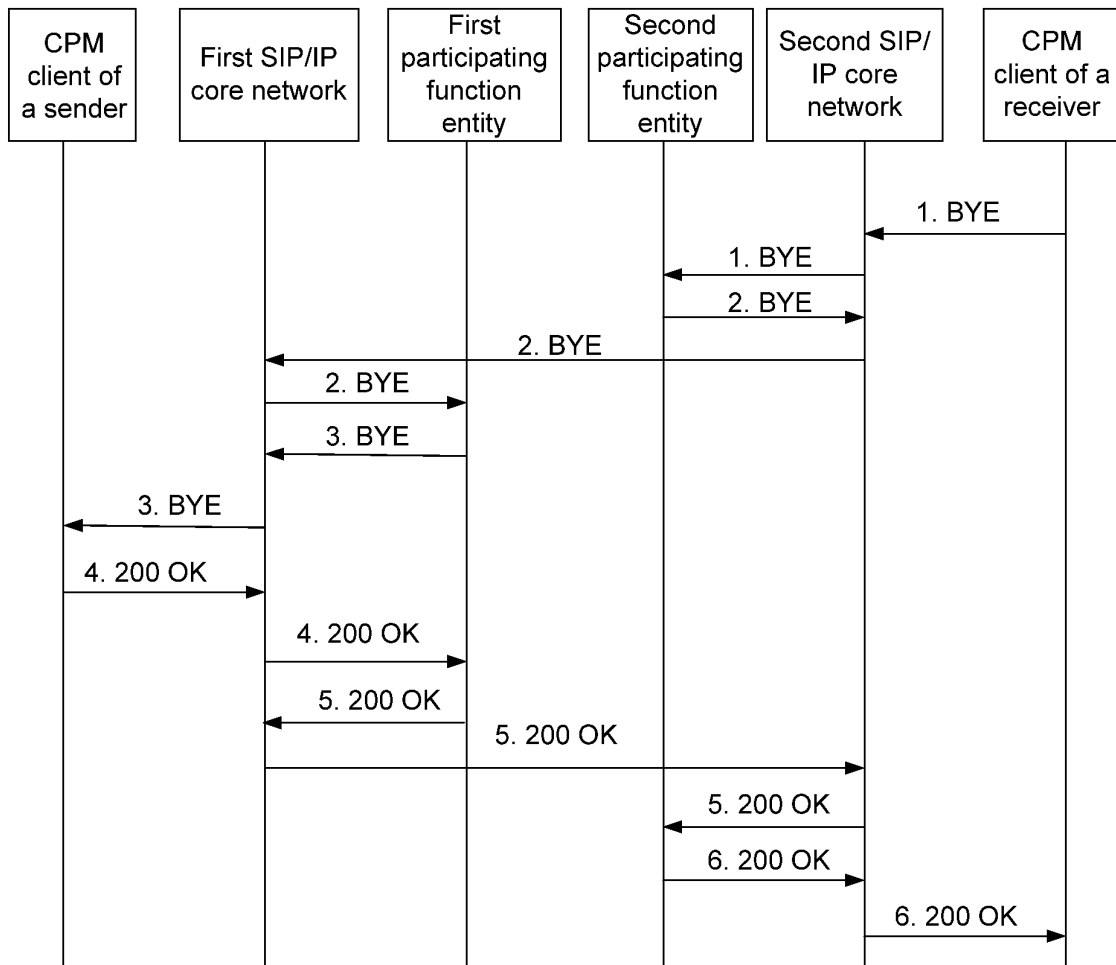 CPM
client of
a sender
First SIP/IP
core network
First
participating
function
entity
Second
participating
function
entity
Second SIP/
IP core
network
CPM
client of a
receiver
1. BYE
1. BYE
2. BYE
2. BYE
2. BYE
3. BYE
3. BYE
4. 200 OK
4. 200 OK
5. 200 OK
5. 200 OK
5. 200 OK
6. 200 OK
6. 200 OK